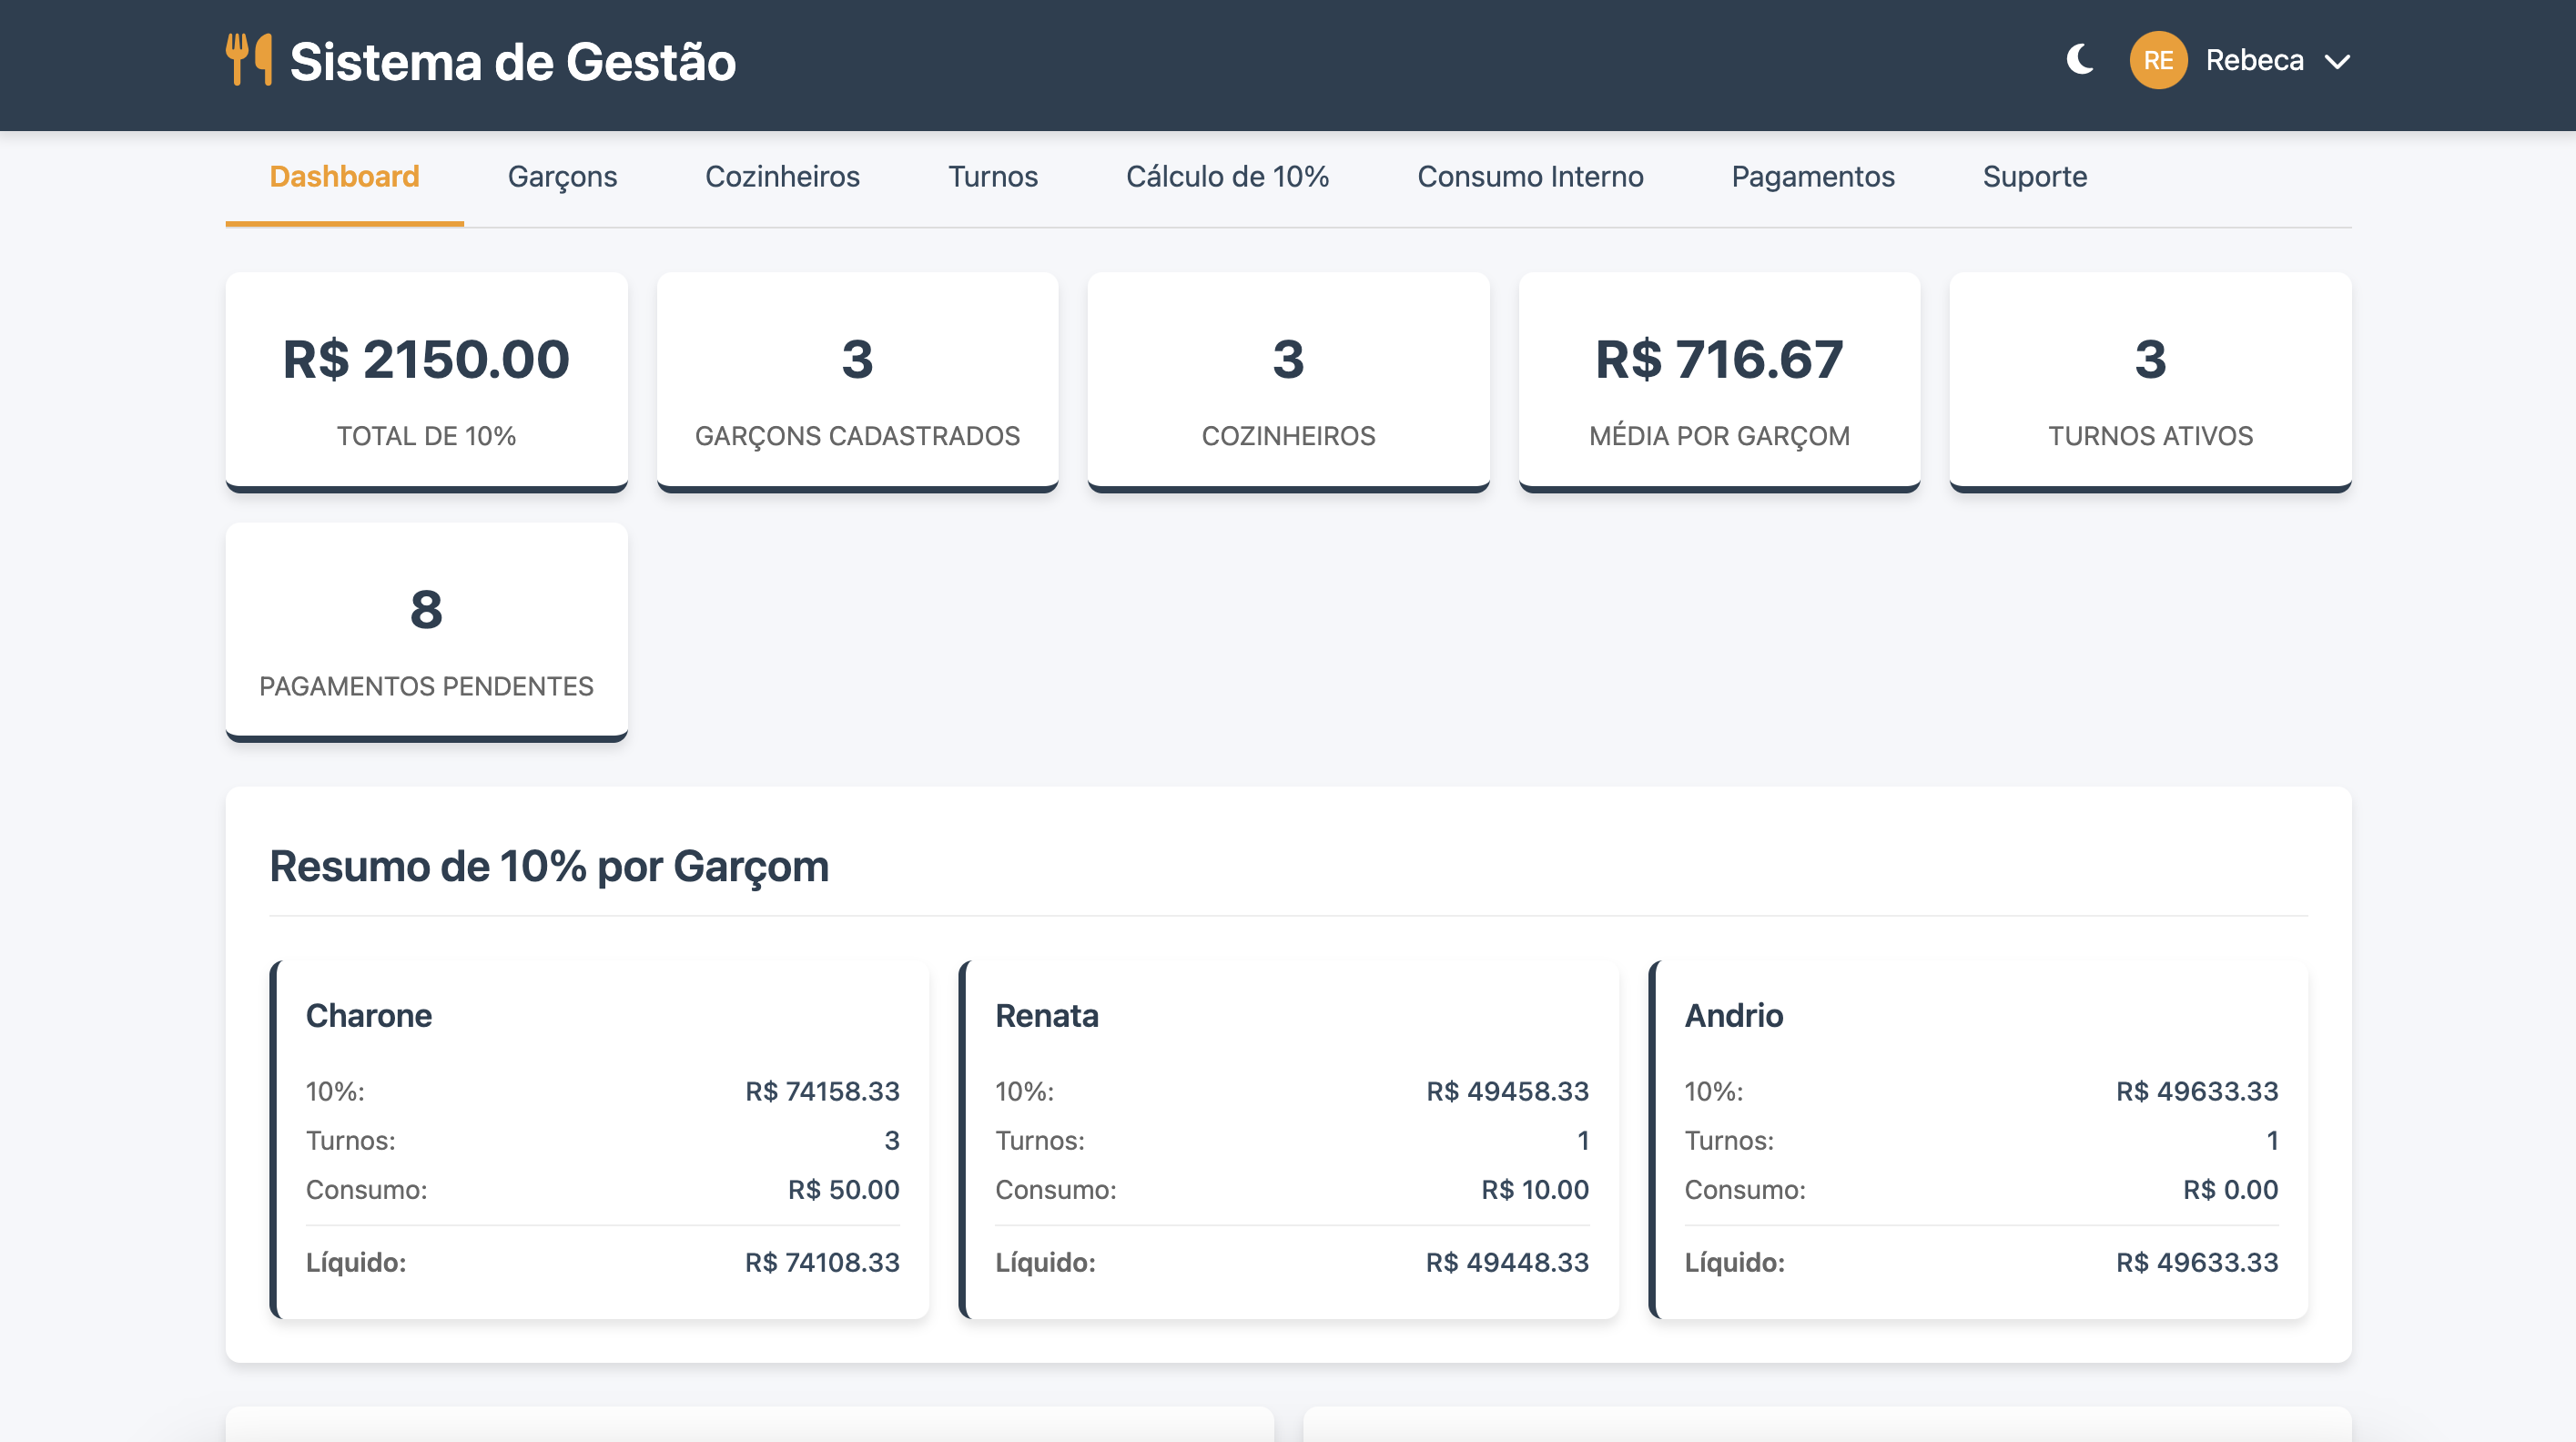 Sistema de Gestão
RE Rebeca
Dashboard Garçons Cozinheiros Turnos Cálculo de 10% Consumo Interno Pagamentos Suporte
R$ 2150.00
TOTAL DE 10%
3
GARÇONS CADASTRADOS
3
COZINHEIROS
R$ 716.67
MÉDIA POR GARÇOM
3
TURNOS ATIVOS
8
PAGAMENTOS PENDENTES
Resumo de 10% por Garçom
Charone
10%: R$ 74158.33
Turnos: 3
Consumo: R$ 50.00
Líquido: R$ 74108.33
Renata
10%: R$ 49458.33
Turnos: 1
Consumo: R$ 10.00
Líquido: R$ 49448.33
Andrio
10%: R$ 49633.33
Turnos: 1
Consumo: R$ 0.00
Líquido: R$ 49633.33